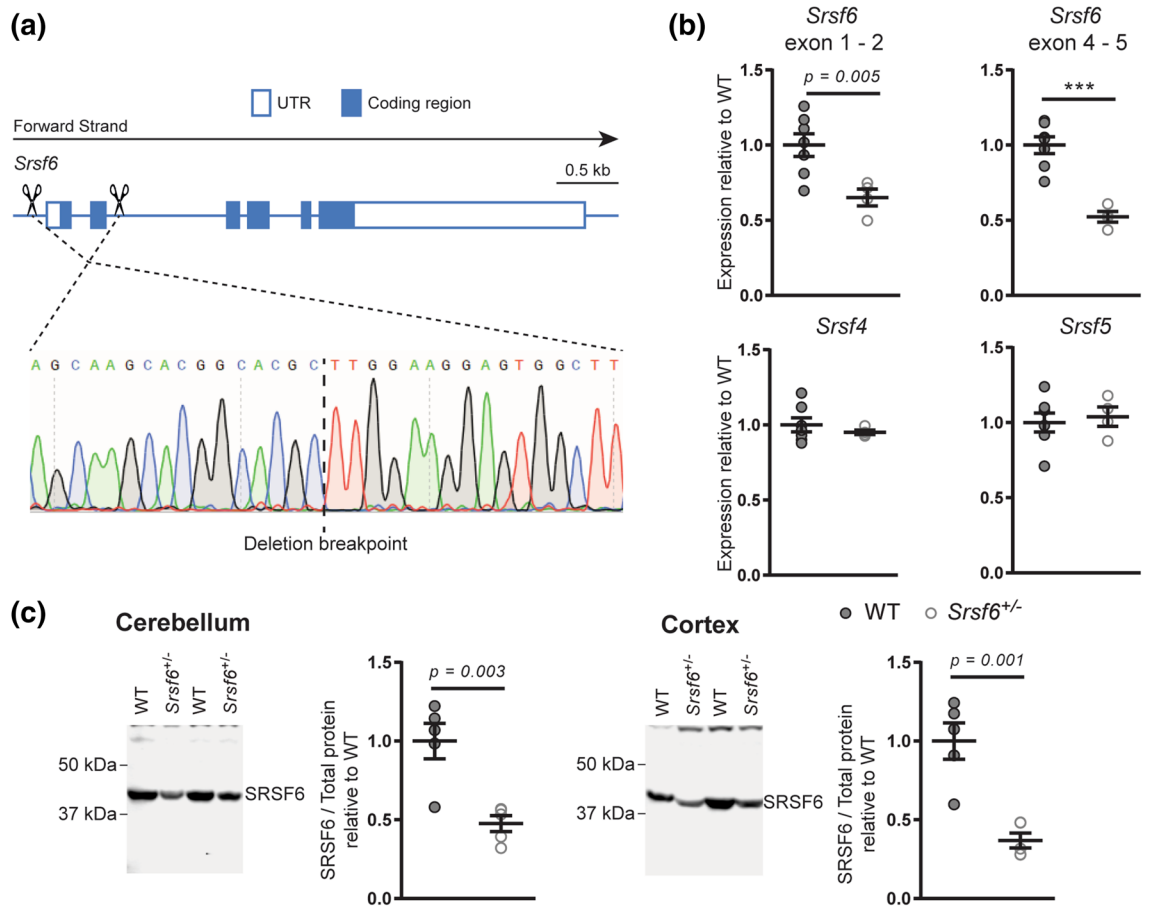 (a)
UTR
Coding region
Forward Strand
Srsf6
0.5 kb
A G C A A G C A C G G C A C G C T T G G A A G G A G T G G C T T
Deletion breakpoint
(b)
Srsf6
exon 1 - 2
Expression relative to WT
1.5
1.0
0.5
0.0
p = 0.005
Srsf6
exon 4 - 5
1.5
1.0
0.5
0.0
***
Srsf4
Expression relative to WT
1.5
1.0
0.5
0.0
Srsf5
1.5
1.0
0.5
0.0
WT
Srsf6+/-
(c)
Cerebellum
WT
Srsf6+/-
WT
Srsf6+/-
50 kDa
37 kDa
SRSF6
SRSF6 / Total protein
relative to WT
1.5
1.0
0.5
0.0
p = 0.003
Cortex
WT
Srsf6+/-
WT
Srsf6+/-
50 kDa
37 kDa
SRSF6
SRSF6 / Total protein
relative to WT
1.5
1.0
0.5
0.0
p = 0.001